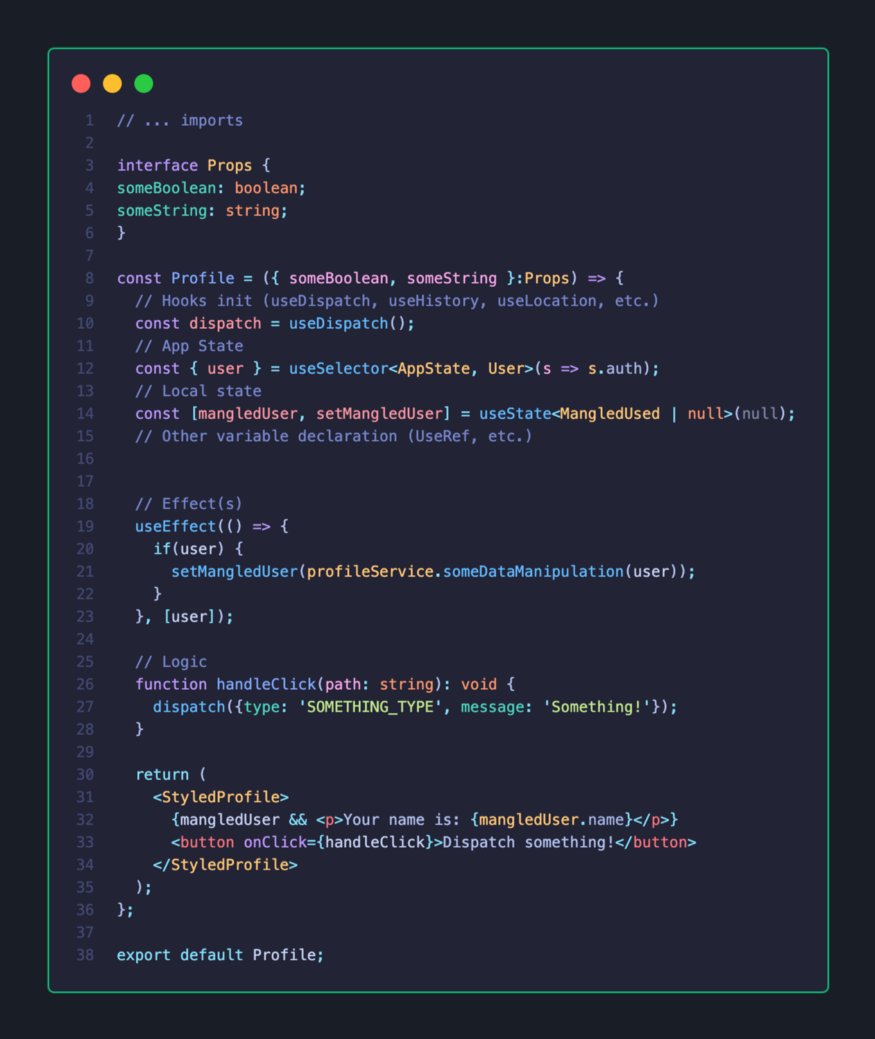 1 // ... imports
2
3 interface Props {
4 someBoolean: boolean;
5 someString: string;
6 }
7
8 const Profile = ({ someBoolean, someString }:Props) => {
9   // Hooks init (useDispatch, useHistory, useLocation, etc.)
10   const dispatch = useDispatch();
11   // App State
12   const { user } = useSelector<AppState, User>(s => s.auth);
13   // Local state
14   const [mangledUser, setMangledUser] = useState<MangledUsed | null>(null);
15   // Other variable declaration (UseRef, etc.)
16
17
18   // Effect(s)
19   useEffect(() => {
20     if(user) {
21       setMangledUser(profileService.someDataManipulation(user));
22     }
23   }, [user]);
24
25   // Logic
26   function handleClick(path: string): void {
27     dispatch({type: 'SOMETHING_TYPE', message: 'Something!'});
28   }
29
30   return (
31     <StyledProfile>
32       {mangledUser && <p>Your name is: {mangledUser.name}</p>}
33       <button onClick={handleClick}>Dispatch something!</button>
34     </StyledProfile>
35   );
36 };
37
38 export default Profile;